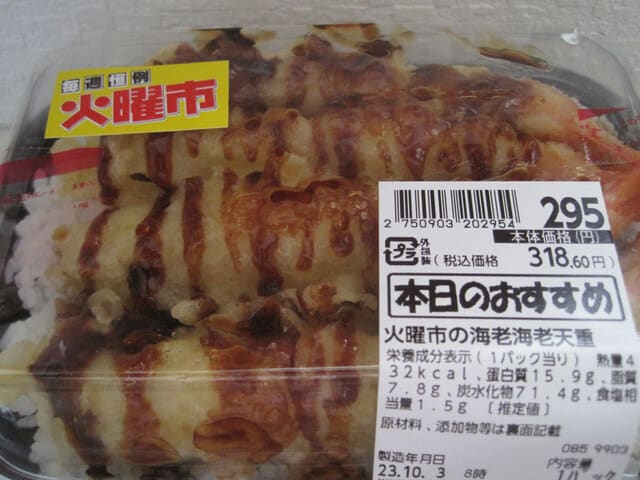 毎週恒例
火曜市
2 750903 202954
295
本体価格(円)
プラ
外包装
(税込価格 318.60円)
本日のおすすめ
火曜市の海老海老天重
栄養成分表示(1パック当り) 熱量4
32kcal、蛋白質15.9g、脂質
7.8g、炭水化物71.4g、食塩相
当量1.5g [推定値]
原材料、添加物等は裏面記載
085 9903
製造年月日 内容量
23.10.3 8時 1パック